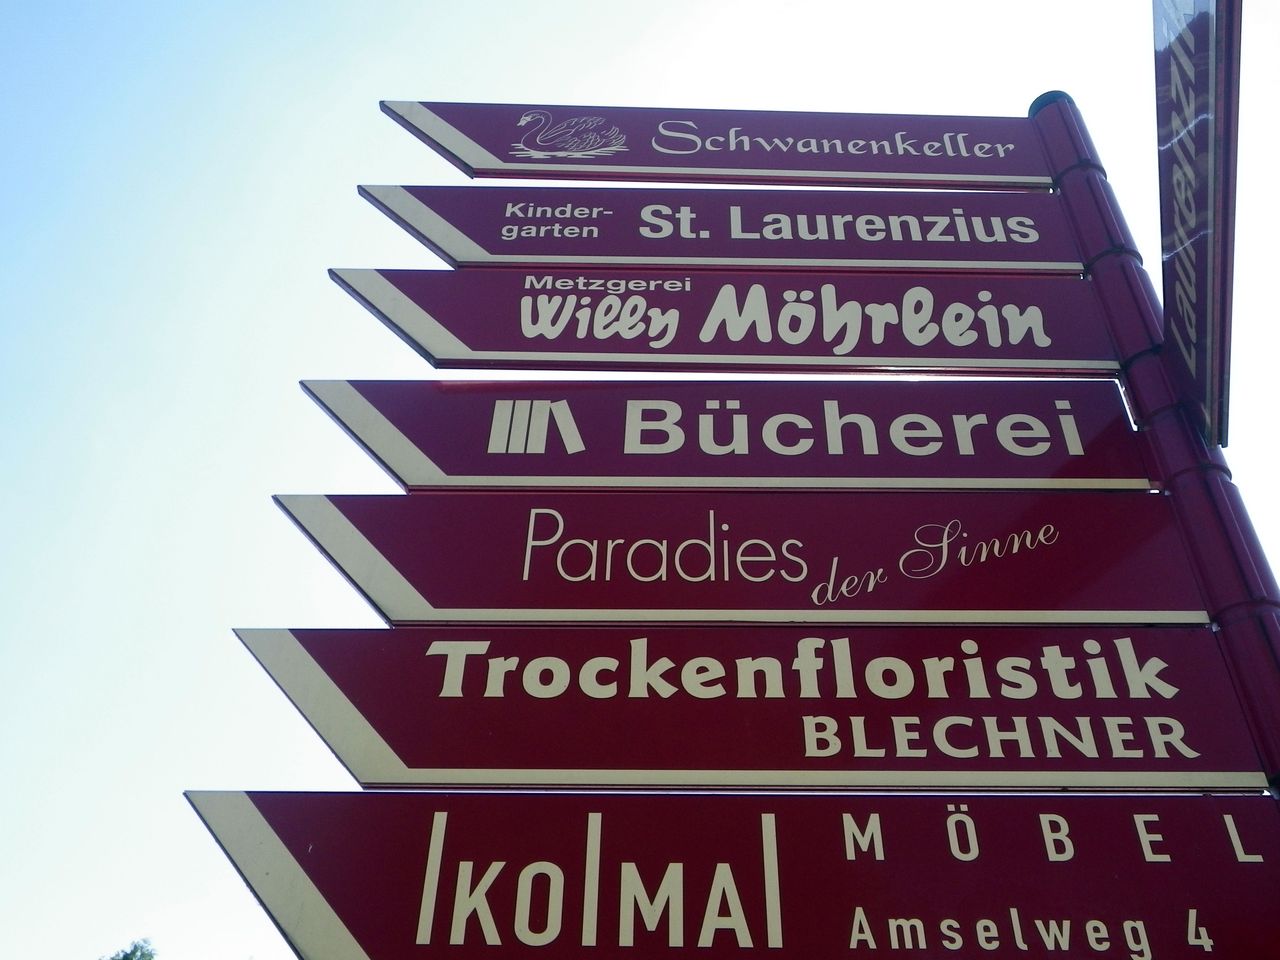 Schwanenkeller
Kinder-
garten St. Laurenzius
Metzgerei
Willy Möhrlein
Bücherei
Paradies der Sinne
Trockenfloristik
BLECHNER
KOMA MÖBEL
Amselweg 4